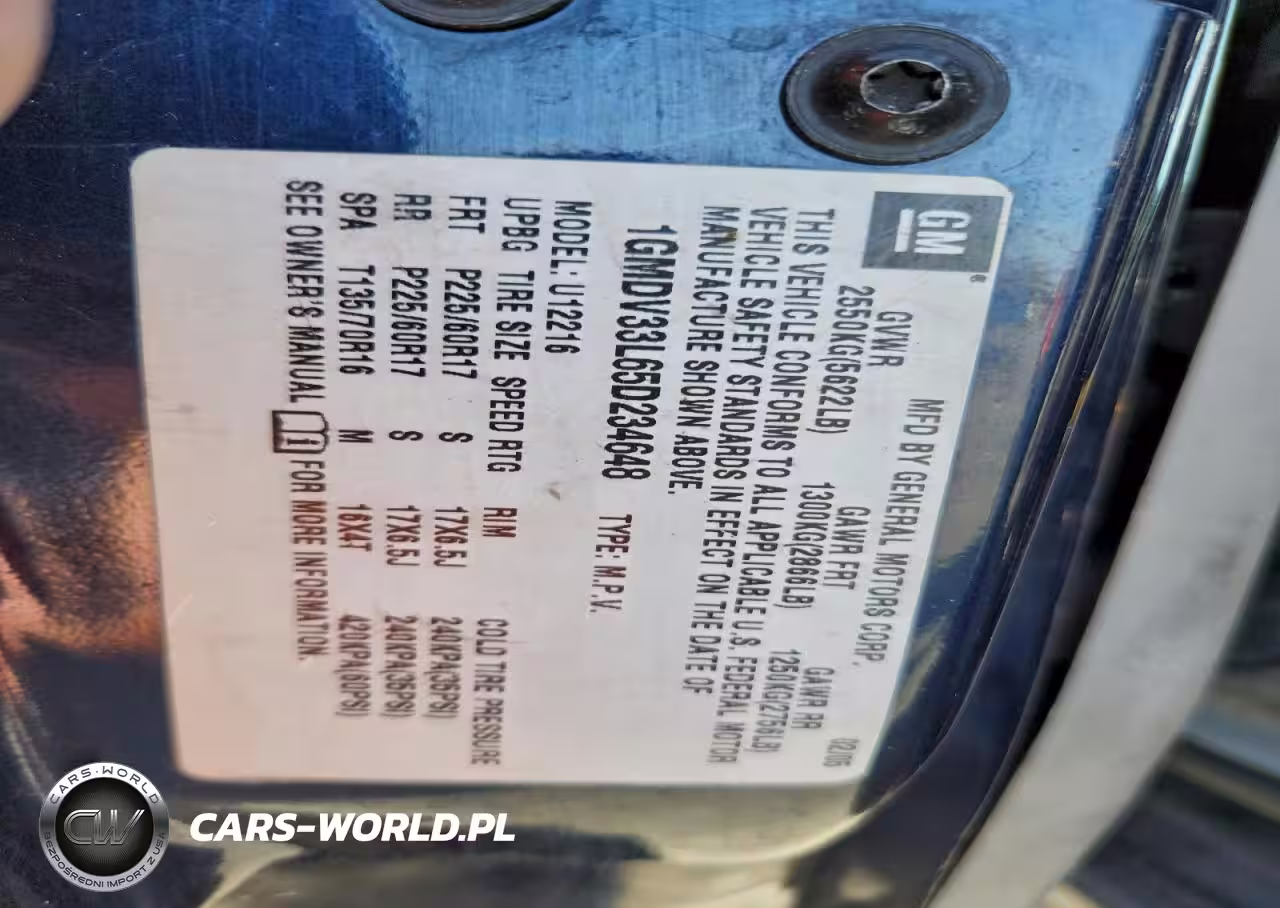 GM
MFD BY GENERAL MOTORS CORP. 02/05
GVWR GAWR FRT GAWR RR
2550KG(5622LB) 1300KG(2866LB) 1250KG(2756LB)
THIS VEHICLE CONFORMS TO ALL APPLICABLE U.S. FEDERAL MOTOR
VEHICLE SAFETY STANDARDS IN EFFECT ON THE DATE OF
MANUFACTURE SHOWN ABOVE.
1GMDV33L65D234648 TYPE: M.P.V.
MODEL: U12216
UPBG TIRE SIZE SPEED RTG RIM COLD TIRE PRESSURE
FRT P225/60R17 S 17X6.5J 240KPA(35PSI)
RR P225/60R17 S 17X6.5J 240KPA(35PSI)
SPA T135/70R16 M 16X4T 420KPA(60PSI)
SEE OWNER'S MANUAL FOR MORE INFORMATION.
CARS-WORLD
CW
BEZPOŚREDNI IMPORT Z USA
CARS-WORLD.PL